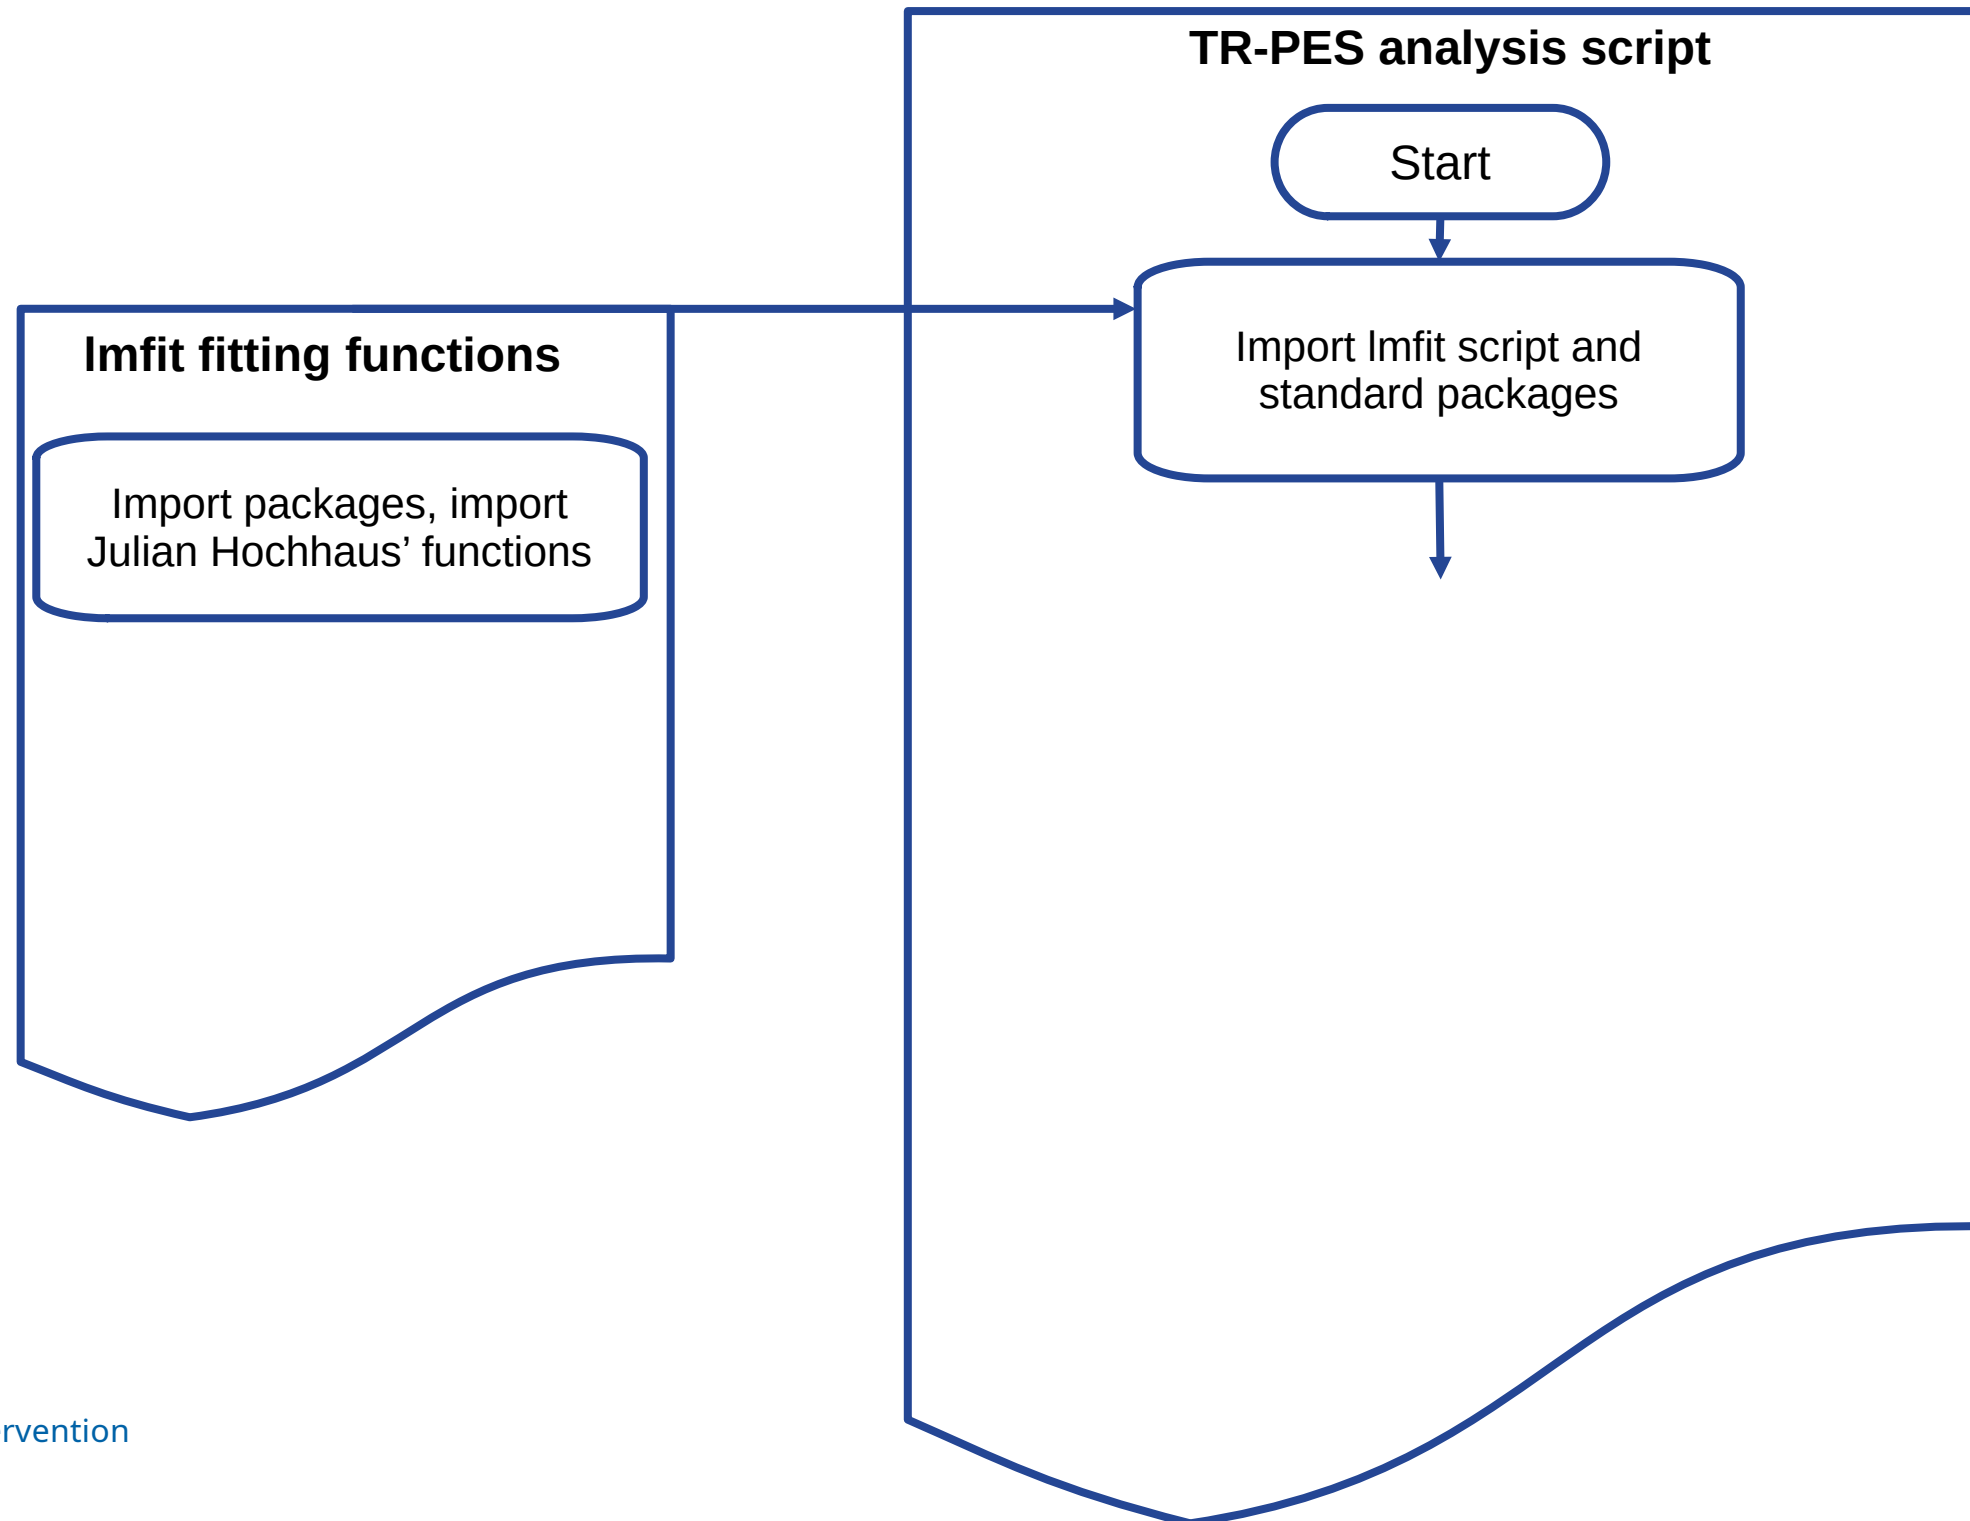 TR-PES analysis script
Start
Import lmfit script and
standard packages
lmfit fitting functions
Import packages, import
Julian Hochhaus’ functions
rvention